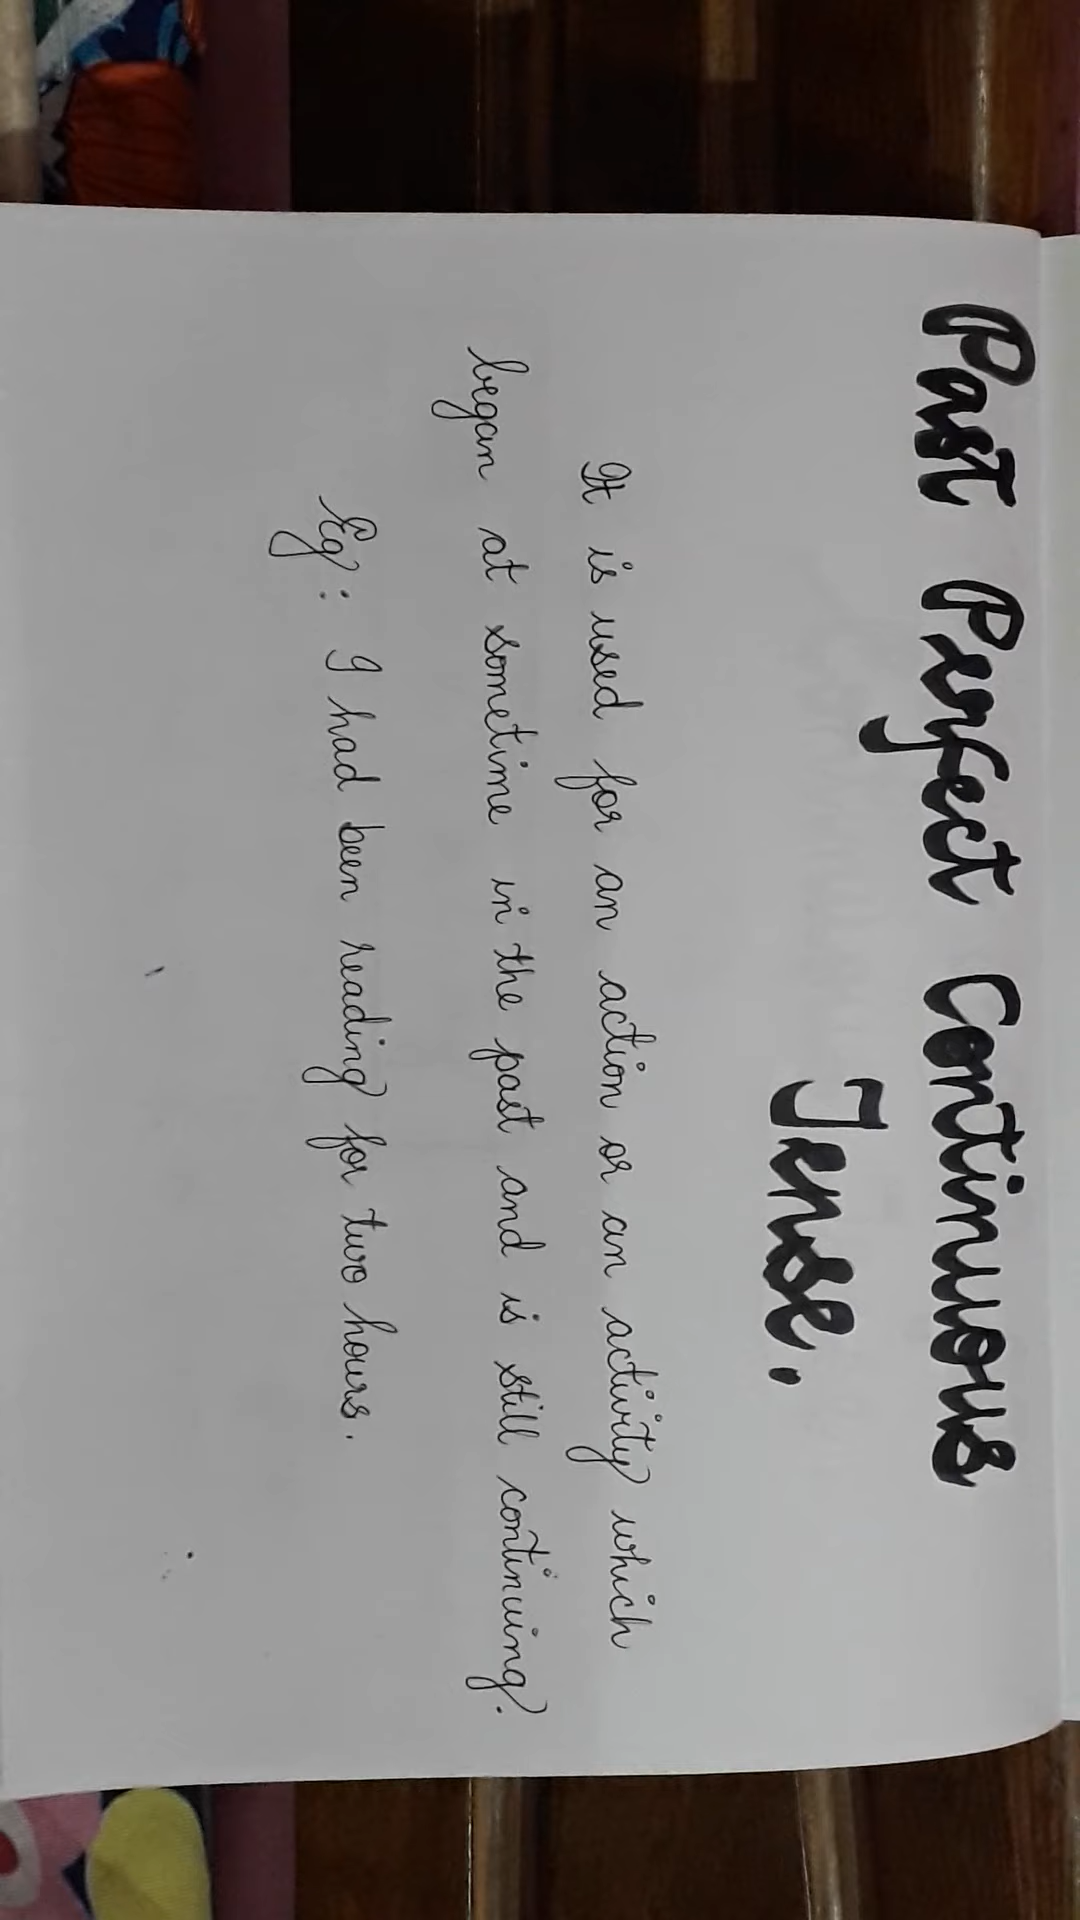 Past Perfect Continuous
Tense.
It is used for an action or an activity which
began at sometime in the past and is still continuing.
Eg: I had been reading for two hours.